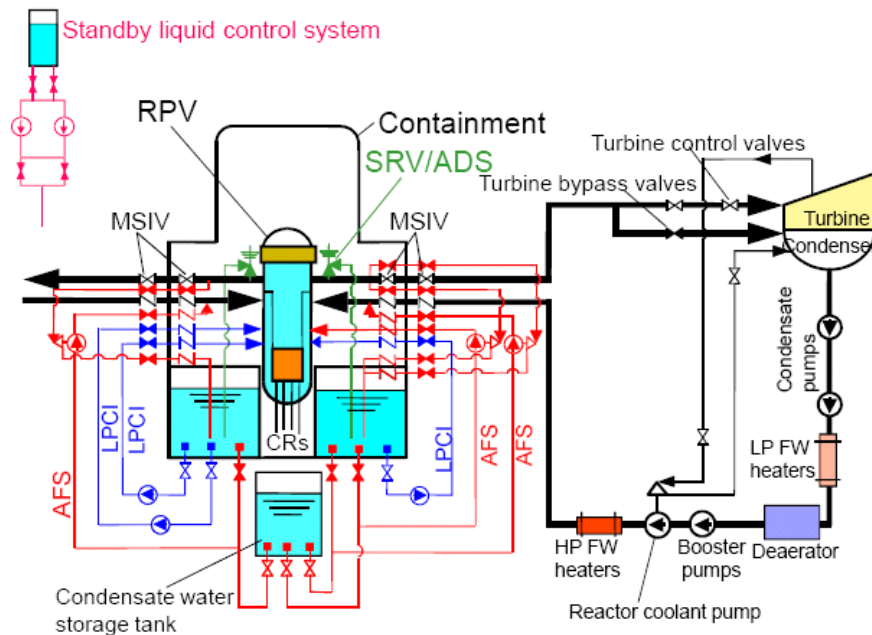 Standby liquid control system
RPV
Containment
SRV/ADS
Turbine control valves
Turbine bypass valves
MSIV
MSIV
Turbine
Condense
Condensate
pumps
LPCI
LPCI
CRs
LPCI
AFS
AFS
AFS
LP FW
heaters
HP FW
heaters
Booster
pumps
Deaerator
Reactor coolant pump
Condensate water
storage tank